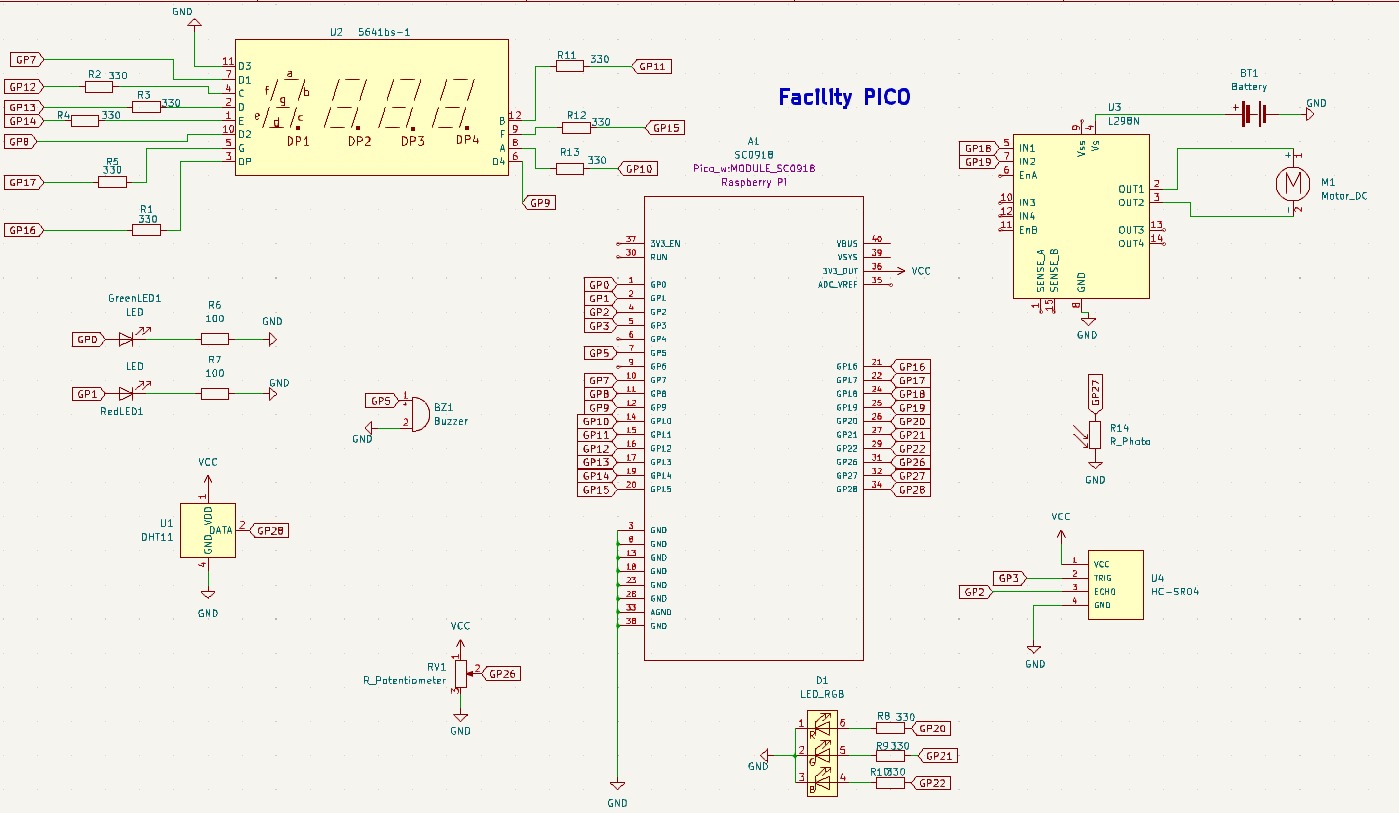 GND
U2 5641bs-1
GP7
11 D3
7 D1
GP12 R2 330
4 C
GP13 R3 330
2 D
GP14 R4 330
1 E
GP8
10 D2
5 G
3 DP
GP17 R5 330
GP16 R1 330
a
f b
g
e c
d
DP1 DP2 DP3 DP4
B 12
F 9
A 8
D4 6
R11 330 GP11
R12 330 GP15
R13 330 GP10
GP9
Facility PICO
A1
SC0918
Pico_w:MODULE_SC0918
Raspberry Pi
37 3V3_EN
30 RUN
GP0 1 GP0
GP1 2 GP1
GP2 4 GP2
GP3 5 GP3
6 GP4
GP5 7 GP5
9 GP6
GP7 10 GP7
GP8 11 GP8
GP9 12 GP9
GP10 14 GP10
GP11 15 GP11
GP12 16 GP12
GP13 17 GP13
GP14 19 GP14
GP15 20 GP15
3 GND
8 GND
13 GND
18 GND
23 GND
28 GND
33 AGND
38 GND
GND
VBUS 40
VSYS 39
3V3_OUT 36 VCC
ADC_VREF 35
GP16 21 GP16
GP17 22 GP17
GP18 24 GP18
GP19 25 GP19
GP20 26 GP20
GP21 27 GP21
GP22 29 GP22
GP26 31 GP26
GP27 32 GP27
GP28 34 GP28
BT1
Battery
+
GND
U3
L298N
9 Vss
4 Vs
GP18 5 IN1
GP19 7 IN2
6 EnA
10 IN3
12 IN4
11 EnB
OUT1 2
OUT2 3
OUT3 13
OUT4 14
1 SENSE_A
15 SENSE_B
8 GND
GND
+ 1
M
- 2
M1
Motor_DC
GreenLED1
LED
R6
100
GP0
GND
LED
R7
100
GP1
GND
RedLED1
GP5 1
+
2
GND
BZ1
Buzzer
VCC
1
VDD
U1
DHT11
DATA 2 GP28
GND
4
GND
GP27
R14
R_Photo
GND
VCC
1 VCC
GP3 2 TRIG
GP2 3 ECHO
4 GND
U4
HC-SR04
GND
VCC
1
RV1
R_Potentiometer
2 GP26
3
GND
D1
LED_RGB
1 R 6 R8 330 GP20
GND 2 G 5 R9 330 GP21
3 B 4 R10 330 GP22